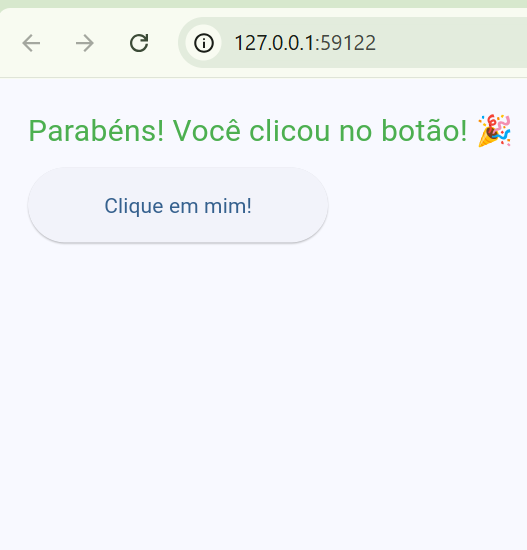 127.0.0.1:59122
Parabéns! Você clicou no botão! 🎉
Clique em mim!